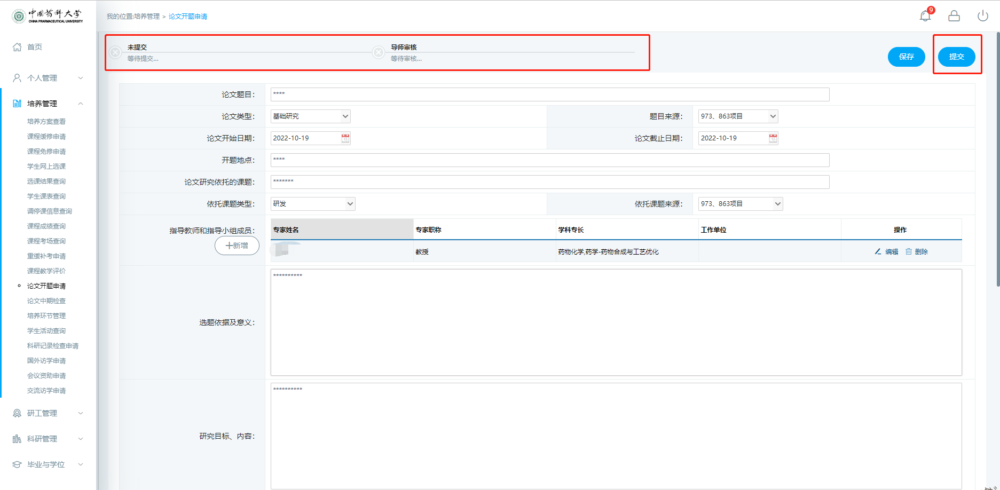 中国药科大学
CHINA PHARMACEUTICAL UNIVERSITY
我的位置:培养管理 > 论文开题申请
9
首页
个人管理
培养管理
培养方案查看
课程缓修申请
课程免修申请
学生网上选课
选课结果查询
学生课表查询
调停课信息查询
课程成绩查询
课程考场查询
重缓补考申请
课程教学评价
论文开题申请
论文中期检查
培养环节管理
学生活动查询
科研记录检查申请
国外访学申请
会议资助申请
交流访学申请
研工管理
科研管理
毕业与学位
未提交
等待提交...
导师审核
等待审核...
保存
提交
论文题目: ****
论文类型: 基础研究 题目来源: 973、863项目
论文开始日期: 2022-10-19 论文截止日期: 2022-10-19
开题地点: ****
论文研究依托的课题: *******
依托课题类型: 研发 依托课题来源: 973、863项目
指导教师和指导小组成员:
新增
专家姓名 专家职称 学科专长 工作单位 操作
教授 药物化学,药学-药物合成与工艺优化 编辑 删除
选题依据及意义: **********
研究目标、内容: **********